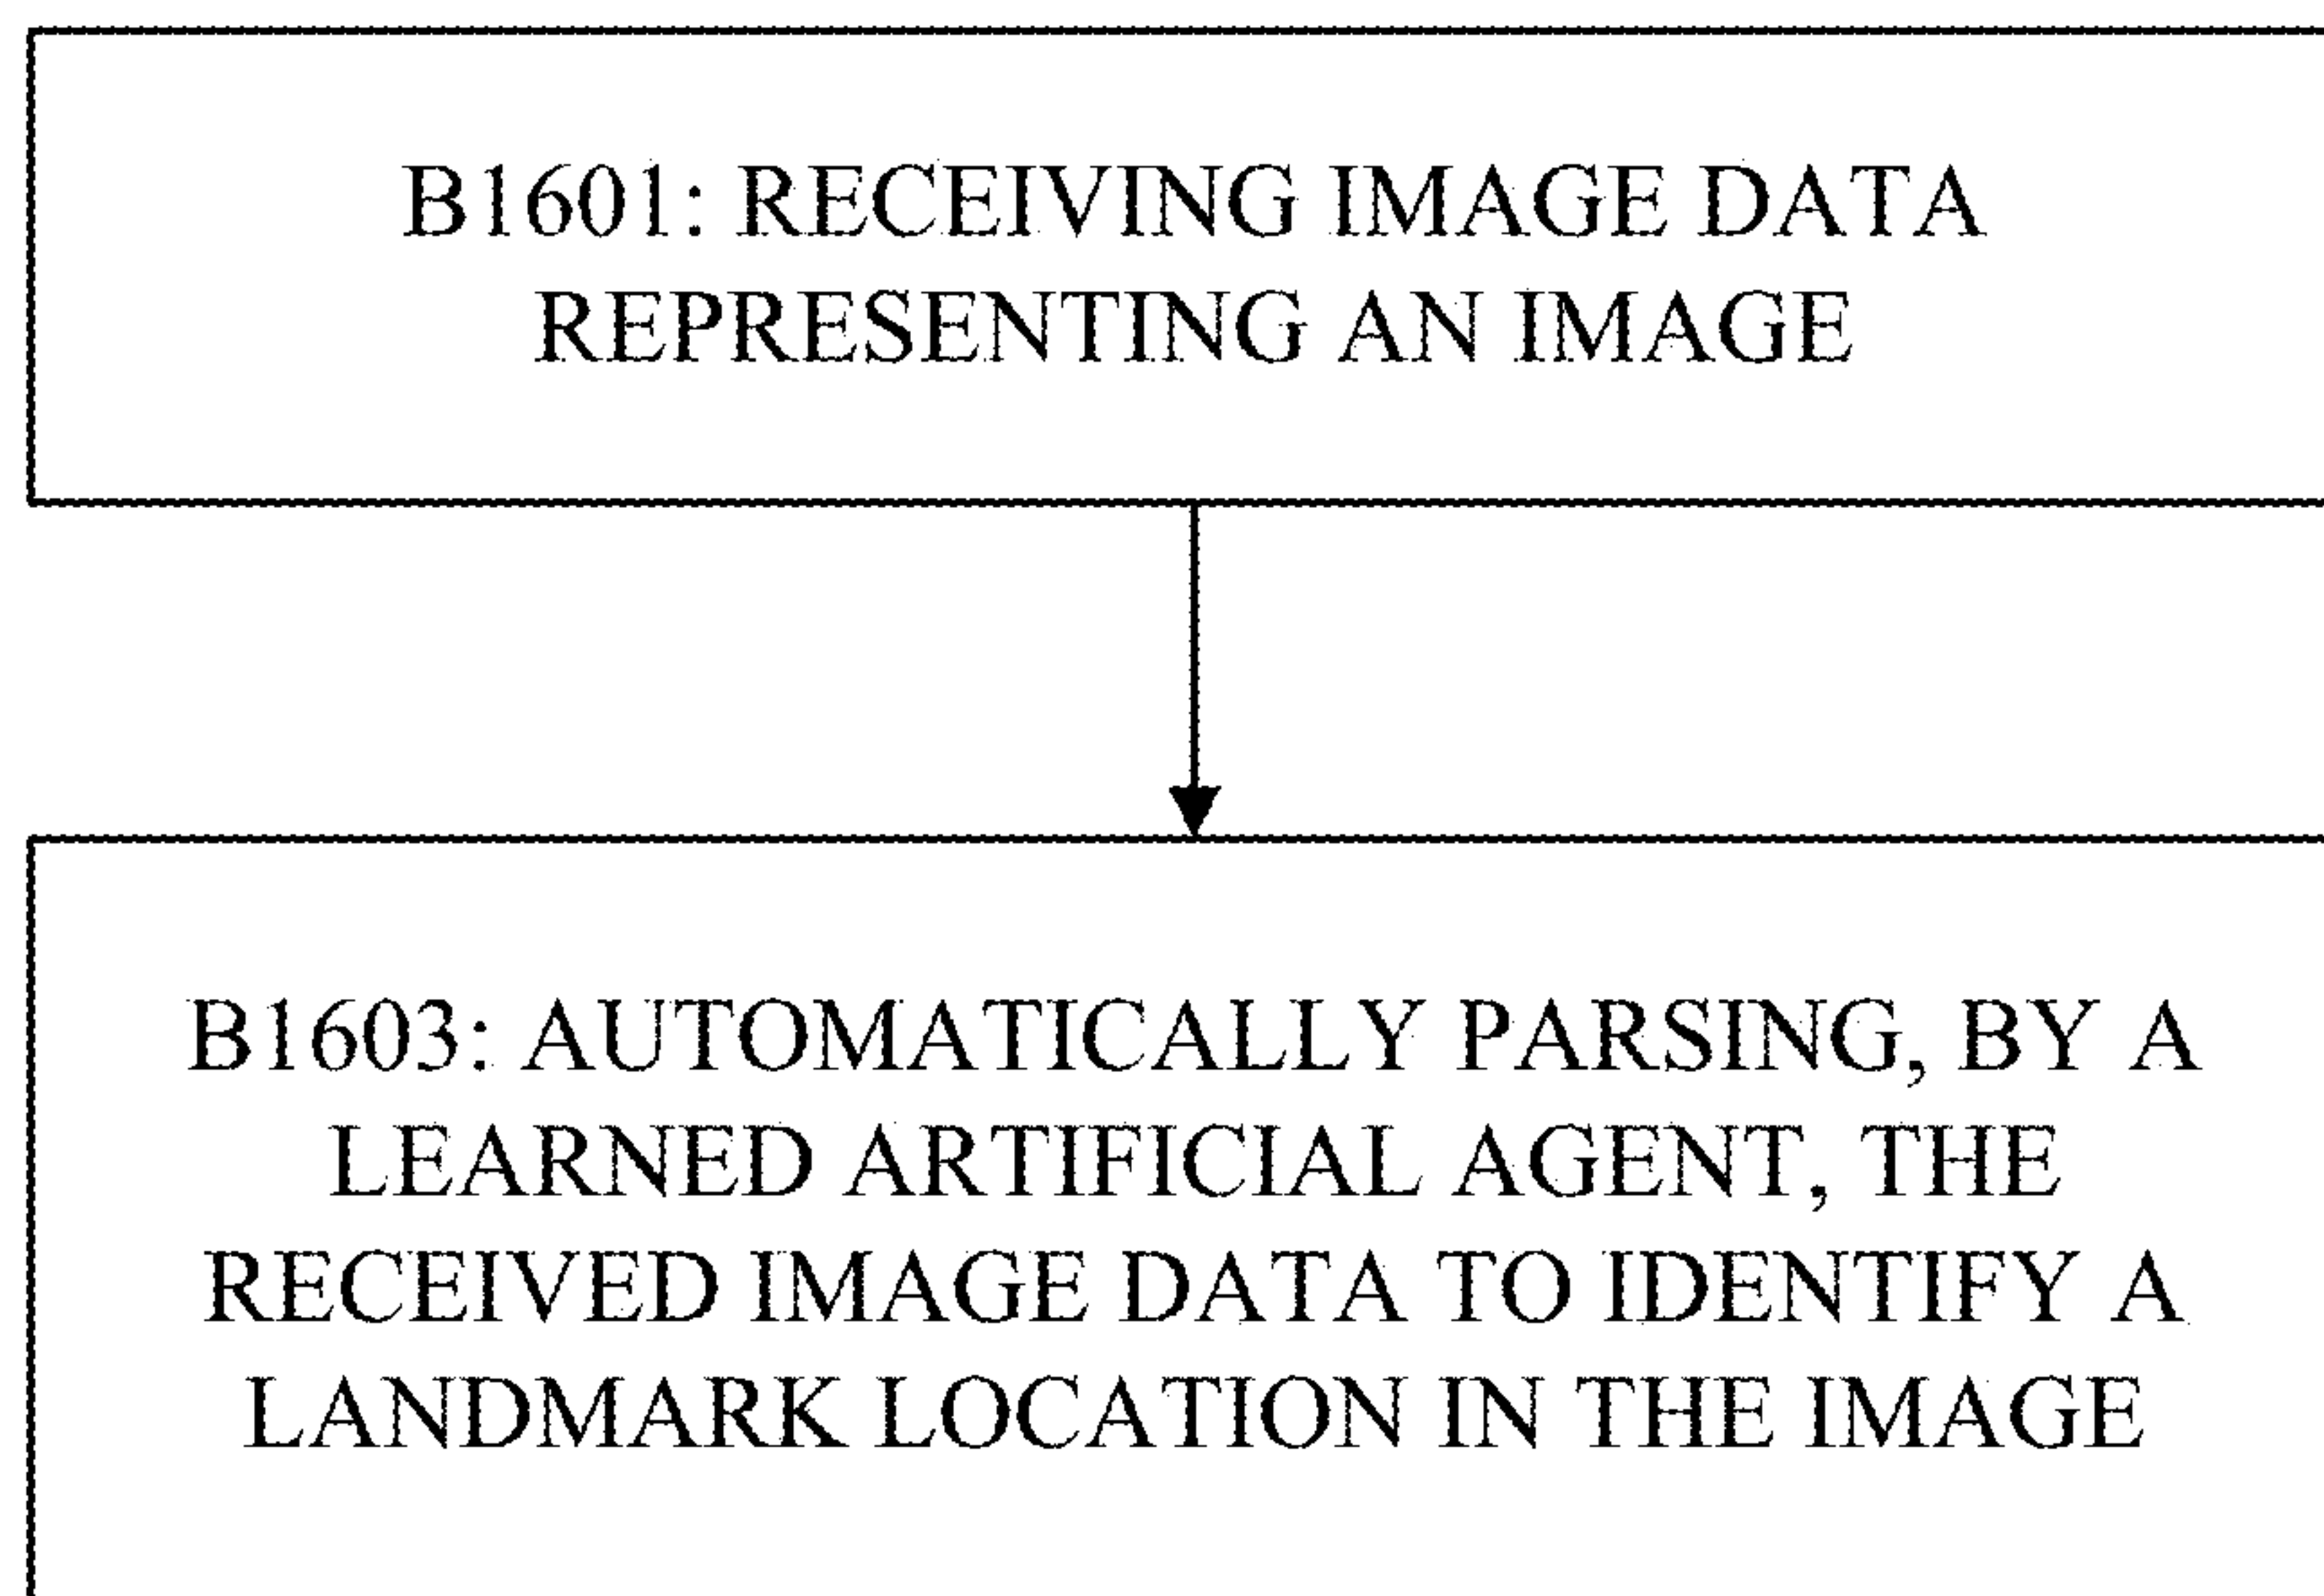 B1601: RECEIVING IMAGE DATA
REPRESENTING AN IMAGE
B1603: AUTOMATICALLY PARSING, BY A
LEARNED ARTIFICIAL AGENT, THE
RECEIVED IMAGE DATA TO IDENTIFY A
LANDMARK LOCATION IN THE IMAGE